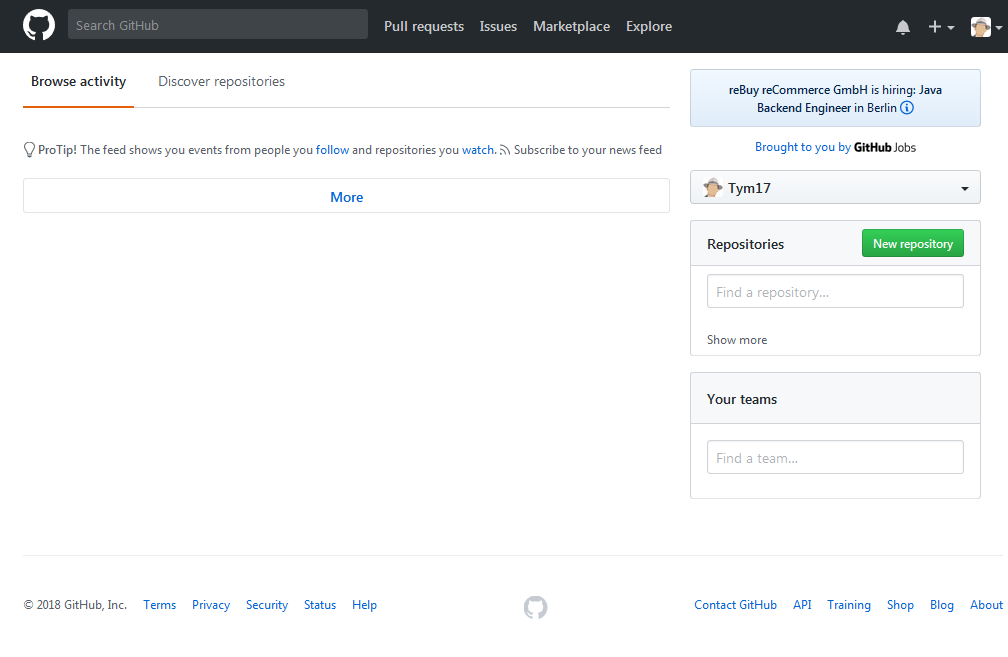 Search GitHub
Pull requests Issues Marketplace Explore
Browse activity Discover repositories
ProTip! The feed shows you events from people you follow and repositories you watch. Subscribe to your news feed
More
reBuy reCommerce GmbH is hiring: Java
Backend Engineer in Berlin
Brought to you by GitHub Jobs
Tym17
Repositories New repository
Find a repository...
Show more
Your teams
Find a team...
© 2018 GitHub, Inc. Terms Privacy Security Status Help Contact GitHub API Training Shop Blog About